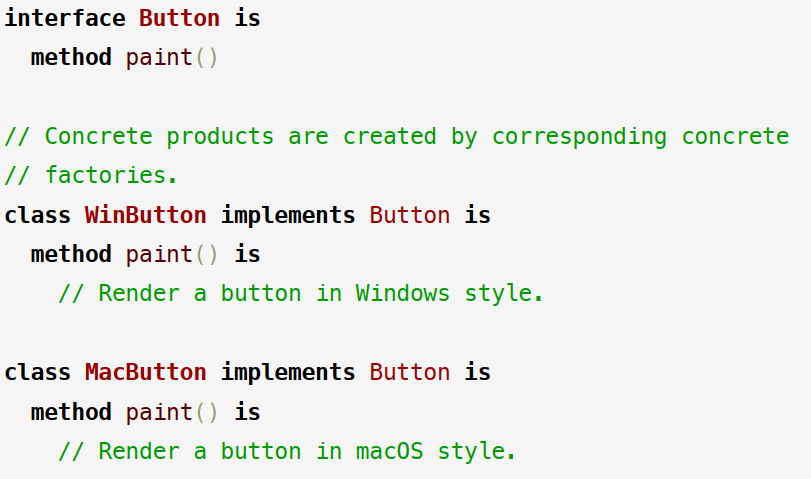 interface Button is
  method paint()

// Concrete products are created by corresponding concrete
// factories.
class WinButton implements Button is
  method paint() is
    // Render a button in Windows style.

class MacButton implements Button is
  method paint() is
    // Render a button in macOS style.